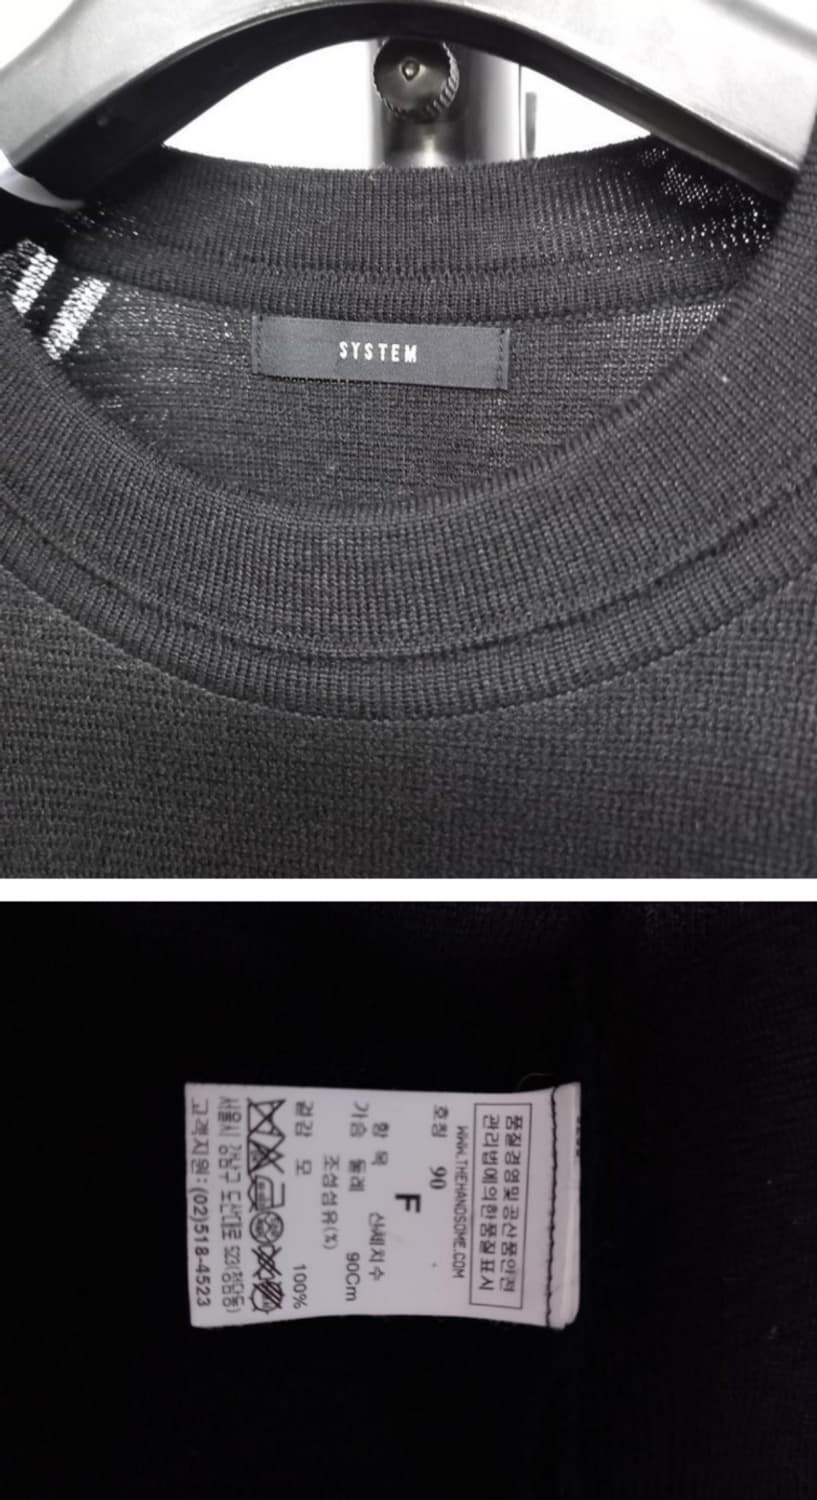 SYSTEM
품질경영및공산품안전
관리법에의한품질표시
WWW.THEHANDSOME.COM
호칭 90
F
항 목 신체치수
가슴 둘레 90Cm
조성섬유(%)
겉감 모 100%
서울시 강남구 도산대로 523(청담동)
고객지원:(02)518-4523